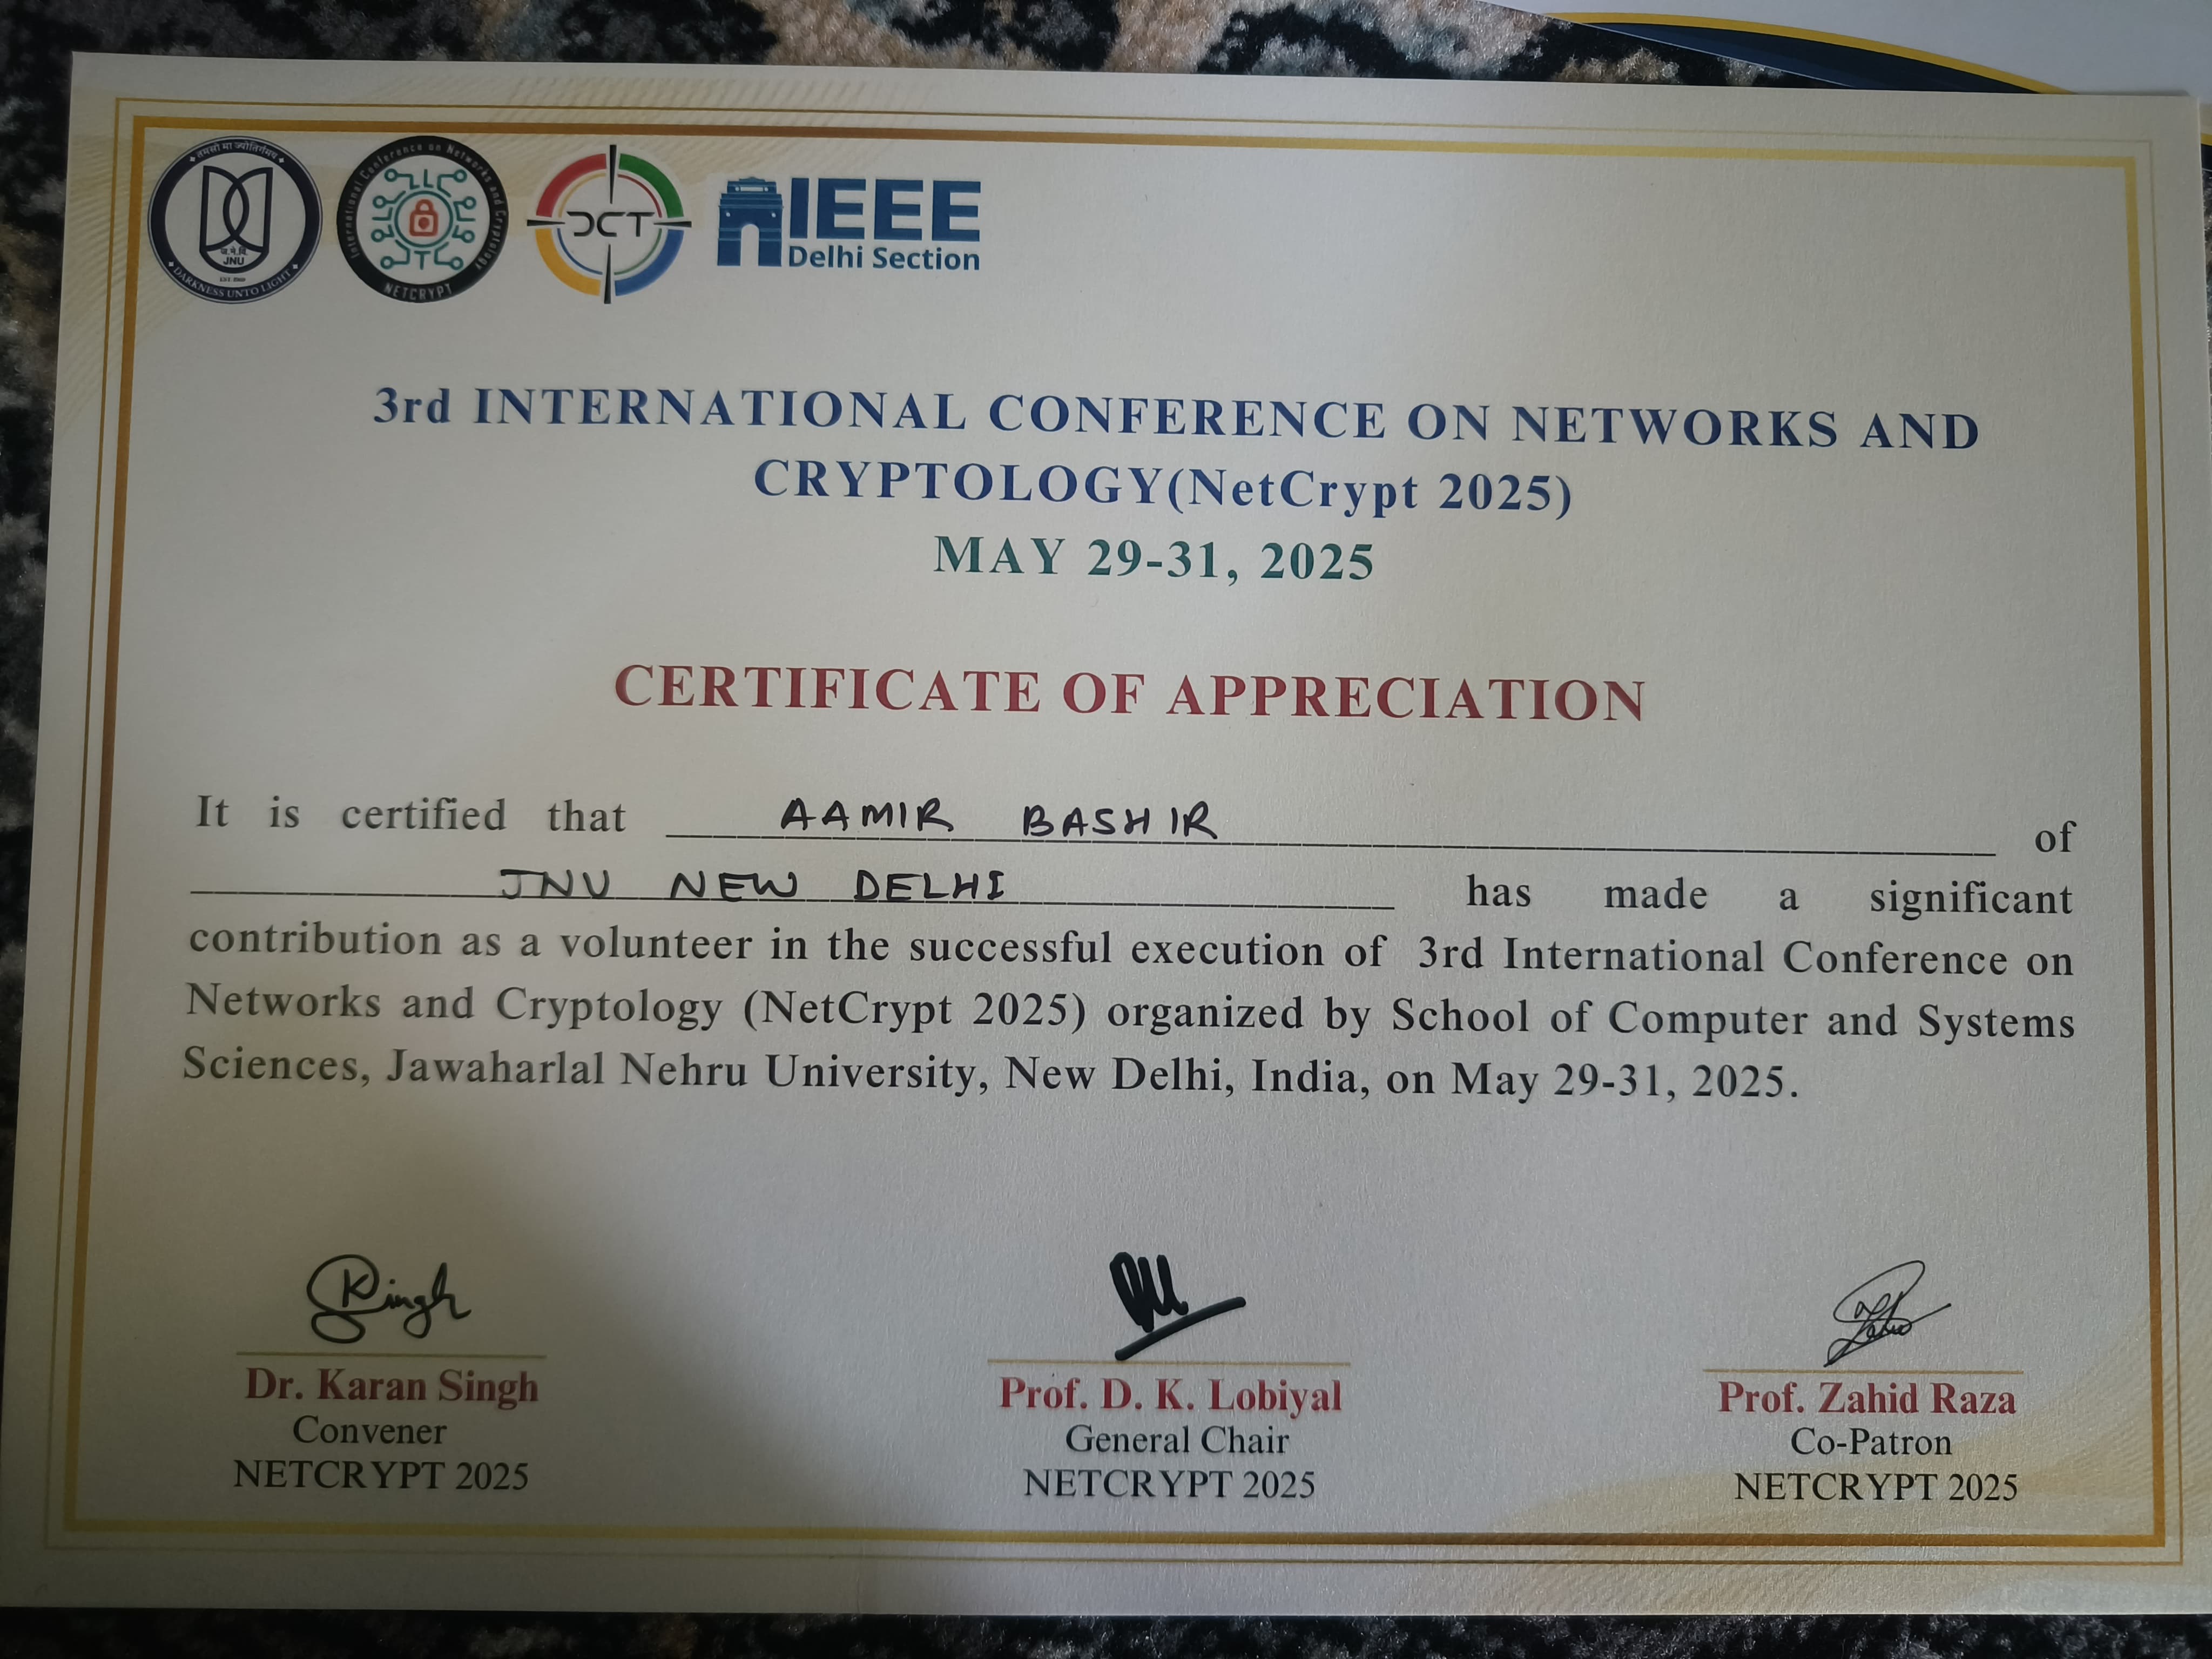 तमसो मा ज्योतिर्गमय
ज.ने.वि.
JNU
DARKNESS UNTO LIGHT
International Conference on Networks and Cryptology
NETCRYPT
DCT
IEEE
Delhi Section
3rd INTERNATIONAL CONFERENCE ON NETWORKS AND
CRYPTOLOGY(NetCrypt 2025)
MAY 29-31, 2025
CERTIFICATE OF APPRECIATION
It is certified that AAMIR BASHIR of
JNU NEW DELHI has made a significant
contribution as a volunteer in the successful execution of 3rd International Conference on
Networks and Cryptology (NetCrypt 2025) organized by School of Computer and Systems
Sciences, Jawaharlal Nehru University, New Delhi, India, on May 29-31, 2025.
KSingh
Dr. Karan Singh
Convener
NETCRYPT 2025
Prof. D. K. Lobiyal
General Chair
NETCRYPT 2025
Prof. Zahid Raza
Co-Patron
NETCRYPT 2025